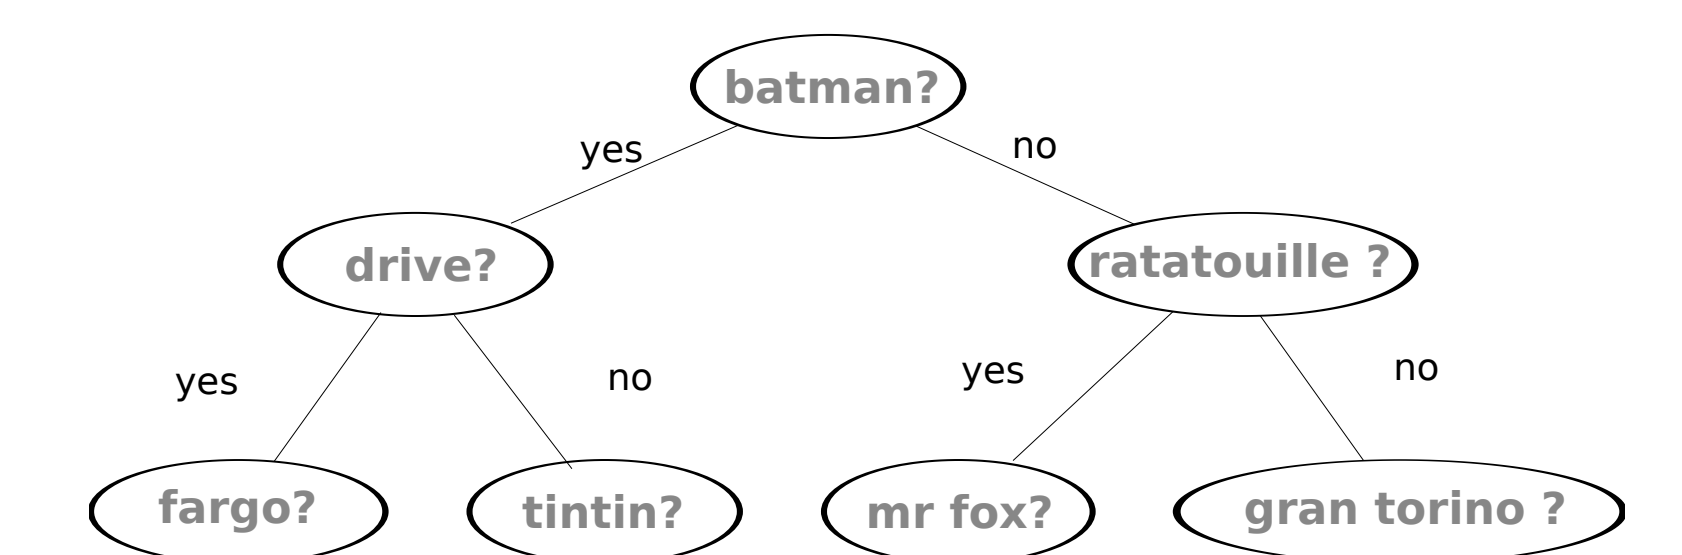 batman?
yes
no
drive?
ratatouille ?
yes
no
yes
no
fargo?
tintin?
mr fox?
gran torino ?